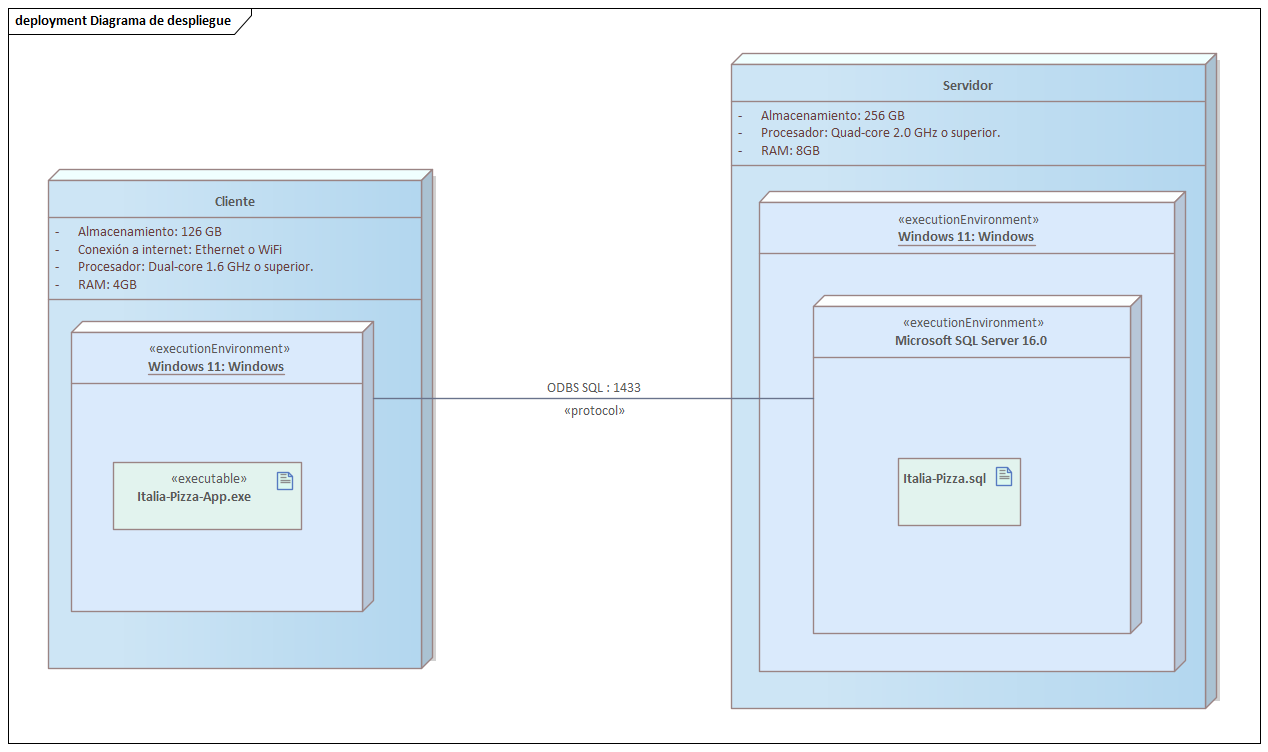 deployment Diagrama de despliegue
Servidor
- Almacenamiento: 256 GB
- Procesador: Quad-core 2.0 GHz o superior.
- RAM: 8GB
«executionEnvironment»
Windows 11: Windows
«executionEnvironment»
Microsoft SQL Server 16.0
Italia-Pizza.sql
Cliente
- Almacenamiento: 126 GB
- Conexión a internet: Ethernet o WiFi
- Procesador: Dual-core 1.6 GHz o superior.
- RAM: 4GB
«executionEnvironment»
Windows 11: Windows
«executable»
Italia-Pizza-App.exe
ODBS SQL : 1433
«protocol»